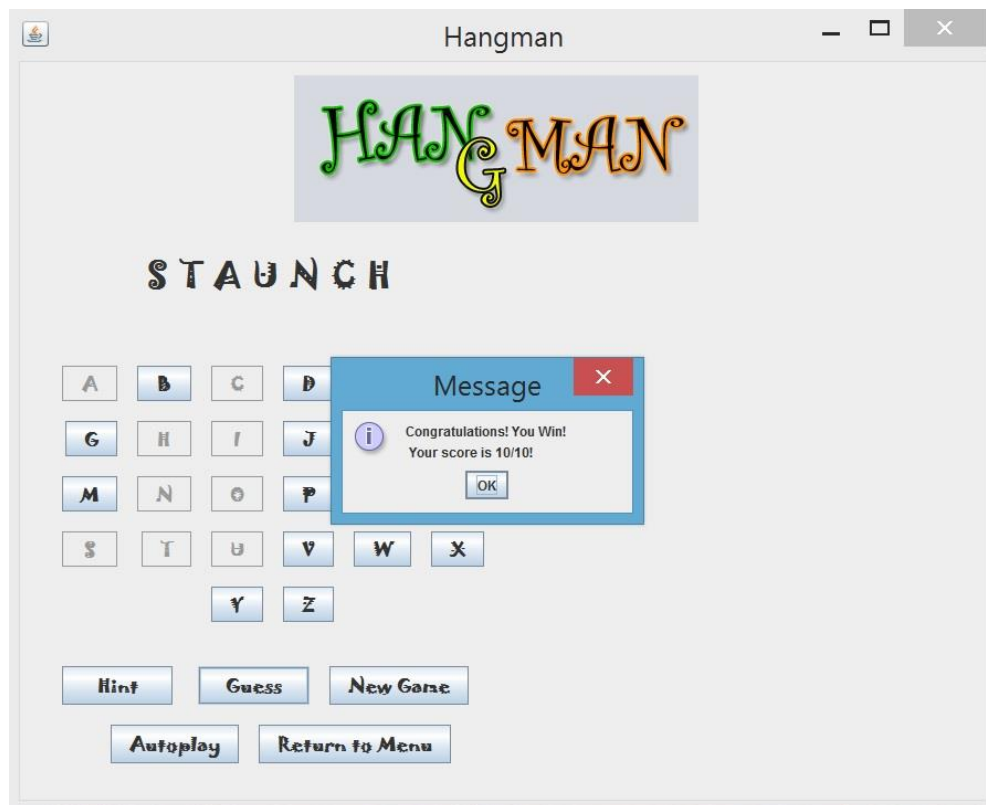 Hangman
HANGMAN
STAUNCH
A B C D
Message
G H I J
Congratulations! You Win!
Your score is 10/10!
M N O P
OK
S T U V W X
Y Z
Hint Guess New Game
Autoplay Return to Menu